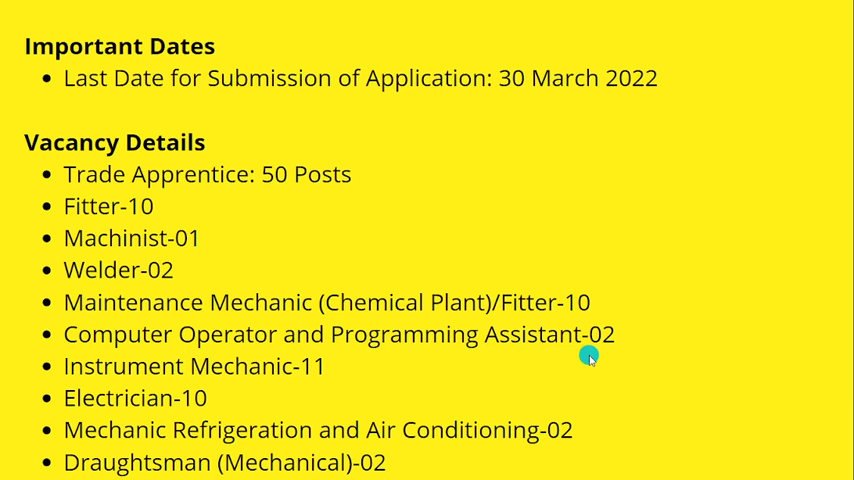 Important Dates
• Last Date for Submission of Application: 30 March 2022
Vacancy Details
• Trade Apprentice: 50 Posts
• Fitter-10
• Machinist-01
• Welder-02
• Maintenance Mechanic (Chemical Plant)/Fitter-10
• Computer Operator and Programming Assistant-02
• Instrument Mechanic-11
• Electrician-10
• Mechanic Refrigeration and Air Conditioning-02
• Draughtsman (Mechanical)-02